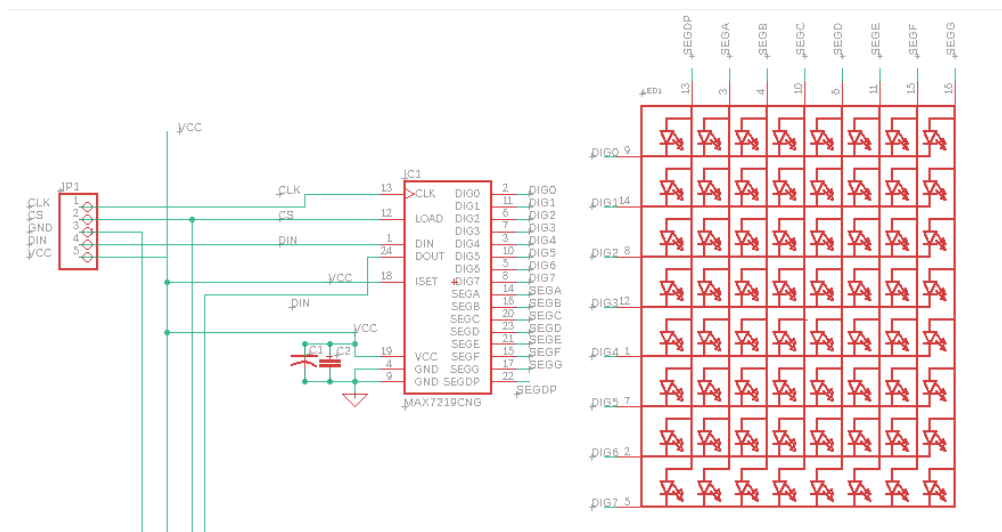 SEGDP SEGA SEGB SEGC SEGD SEGE SEGF SEGG
13 3 4 10 6 11 15 16
LED1
VCC
JP1
CLK 1
CS 2
GND 3
DIN 4
VCC 5
CLK
CS
DIN
VCC
DIN
VCC
C1 C2
IC1
13 CLK DIG0 2 DIG0
DIG1 11 DIG1
12 LOAD DIG2 6 DIG2
DIG3 7 DIG3
1 DIN DIG4 3 DIG4
24 DOUT DIG5 10 DIG5
DIG6 5 DIG6
18 ISET DIG7 8 DIG7
SEGA 14 SEGA
SEGB 16 SEGB
SEGC 20 SEGC
SEGD 23 SEGD
SEGE 21 SEGE
19 VCC SEGF 15 SEGF
4 GND SEGG 17 SEGG
9 GND SEGDP 22 SEGDP
MAX7219CNG
DIG0 9
DIG1 14
DIG2 8
DIG3 12
DIG4 1
DIG5 7
DIG6 2
DIG7 5